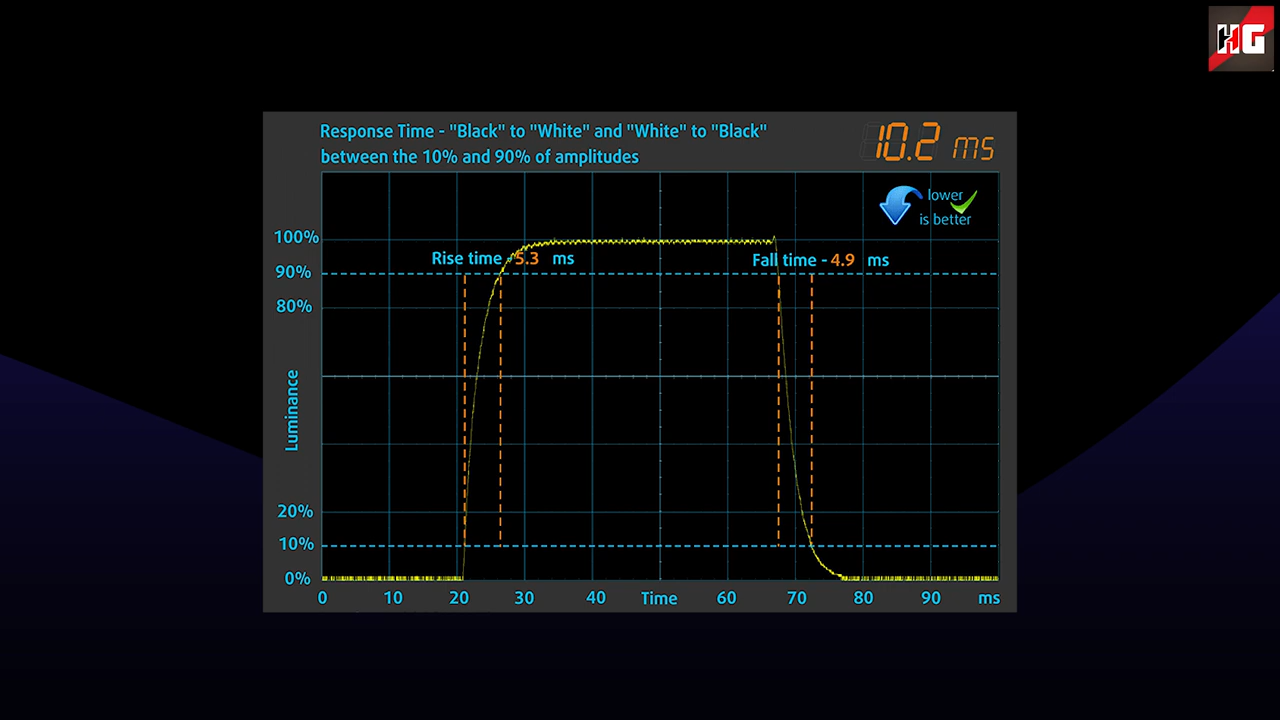 HG
Response Time - "Black" to "White" and "White" to "Black"
between the 10% and 90% of amplitudes
10.2 ms
lower
is better
100%
90%
80%
20%
10%
0%
Luminance
Rise time - 5.3 ms
Fall time - 4.9 ms
0 10 20 30 40 Time 60 70 80 90 ms